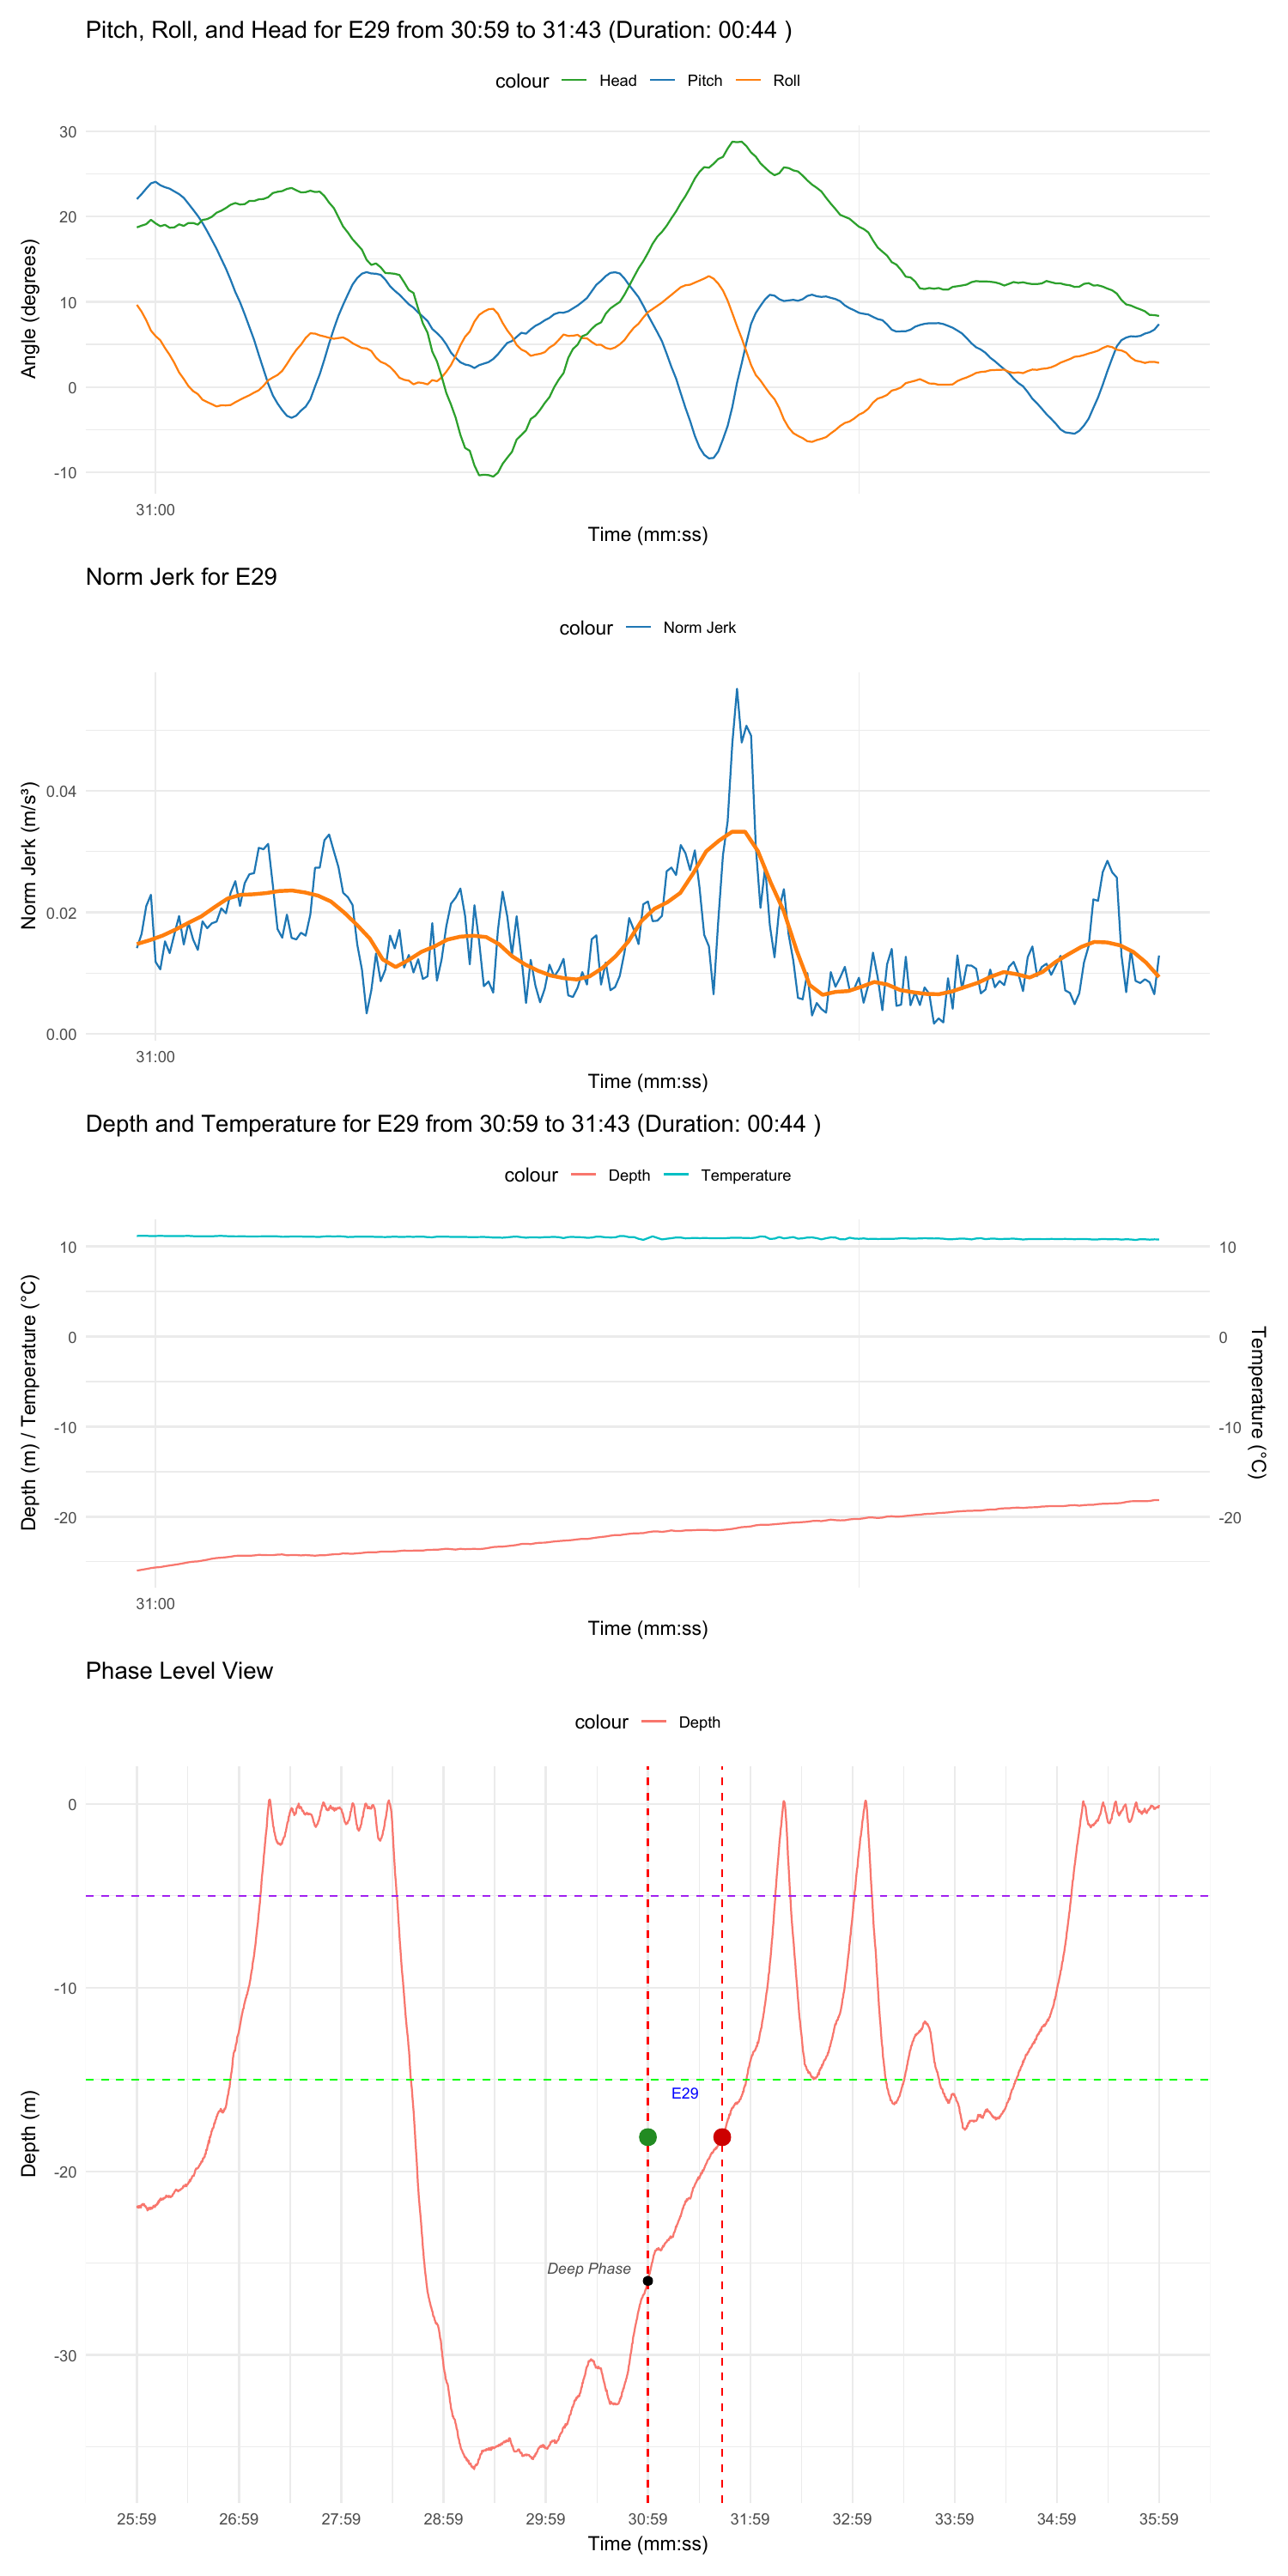 Pitch, Roll, and Head for E29 from 30:59 to 31:43 (Duration: 00:44 )
colour Head Pitch Roll
Angle (degrees)
30
20
10
0
-10
31:00
Time (mm:ss)
Norm Jerk for E29
colour Norm Jerk
Norm Jerk (m/s³)
0.04
0.02
0.00
31:00
Time (mm:ss)
Depth and Temperature for E29 from 30:59 to 31:43 (Duration: 00:44 )
colour Depth Temperature
Depth (m) / Temperature (°C)
10
0
-10
-20
10
0
-10
-20
Temperature (°C)
31:00
Time (mm:ss)
Phase Level View
colour Depth
Depth (m)
0
-10
-20
-30
E29
Deep Phase
25:59 26:59 27:59 28:59 29:59 30:59 31:59 32:59 33:59 34:59 35:59
Time (mm:ss)